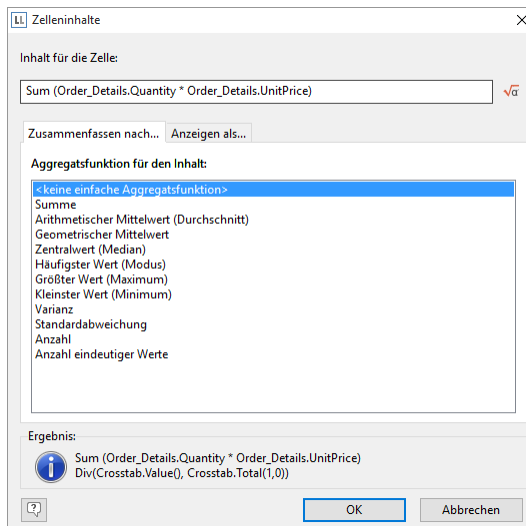 LL Zelleninhalte
Inhalt für die Zelle:
Sum (Order_Details.Quantity * Order_Details.UnitPrice)
√α
Zusammenfassen nach... Anzeigen als...
Aggregatsfunktion für den Inhalt:
<keine einfache Aggregatsfunktion>
Summe
Arithmetischer Mittelwert (Durchschnitt)
Geometrischer Mittelwert
Zentralwert (Median)
Häufigster Wert (Modus)
Größter Wert (Maximum)
Kleinster Wert (Minimum)
Varianz
Standardabweichung
Anzahl
Anzahl eindeutiger Werte
Ergebnis:
Sum (Order_Details.Quantity * Order_Details.UnitPrice)
Div(Crosstab.Value(), Crosstab.Total(1,0))
OK Abbrechen